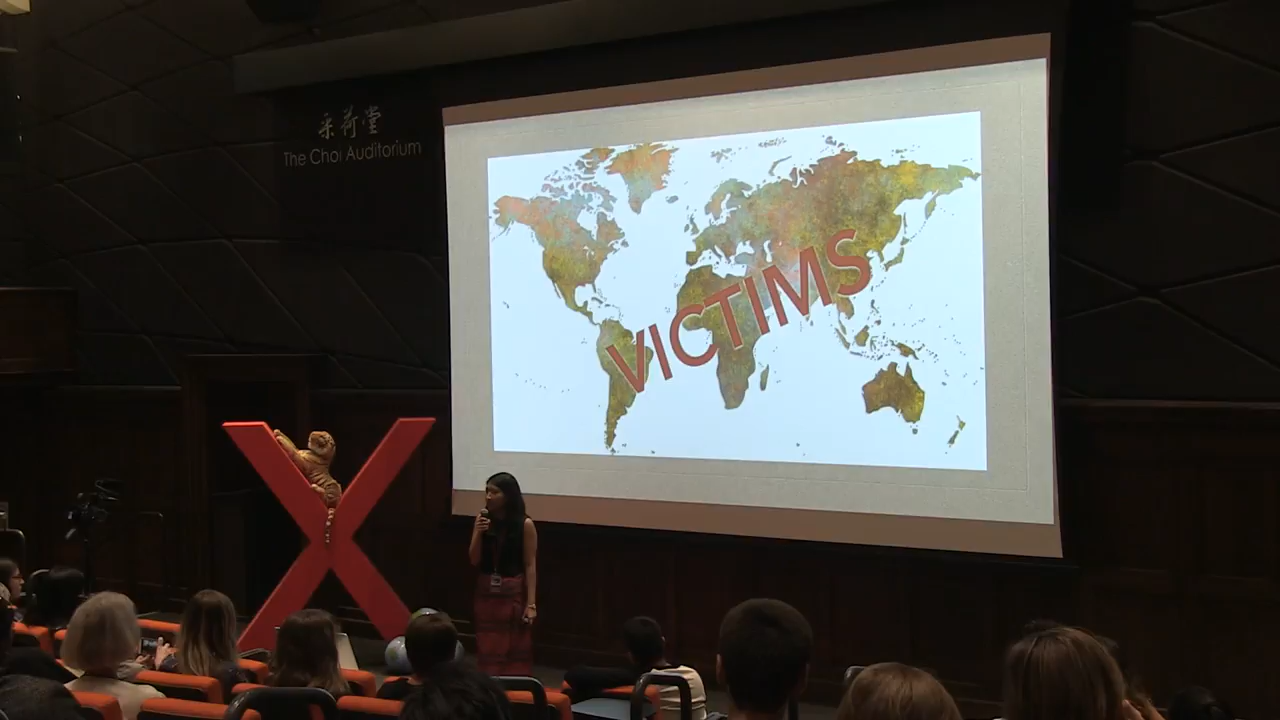 采荷堂
The Choi Auditorium
VICTIMS
X